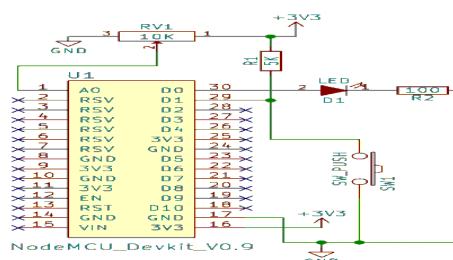 +3V3
RV1
3 10K 1
GND 2
R1
5K
U1
LED
1 A0 D0 30 2 1
2 RSV D1 29 D1 100
3 RSV D2 28 R2
4 RSV D3 27
5 RSV D4 26
6 RSV 3V3 25
7 RSV GND 24
8 GND D5 23
9 3V3 D6 22
10 GND D7 21
11 3V3 D8 20
12 EN D9 19
13 RST D10 18
14 GND GND 17
15 VIN 3V3 16
SW_PUSH
SW1
+3V3
NodeMCU_Devkit_V0.9
GND